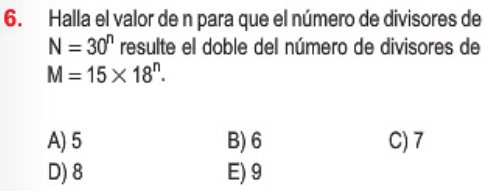 6. Halla el valor de n para que el número de divisores de
N = 30ⁿ resulte el doble del número de divisores de
M = 15 × 18ⁿ.
A) 5 B) 6 C) 7
D) 8 E) 9